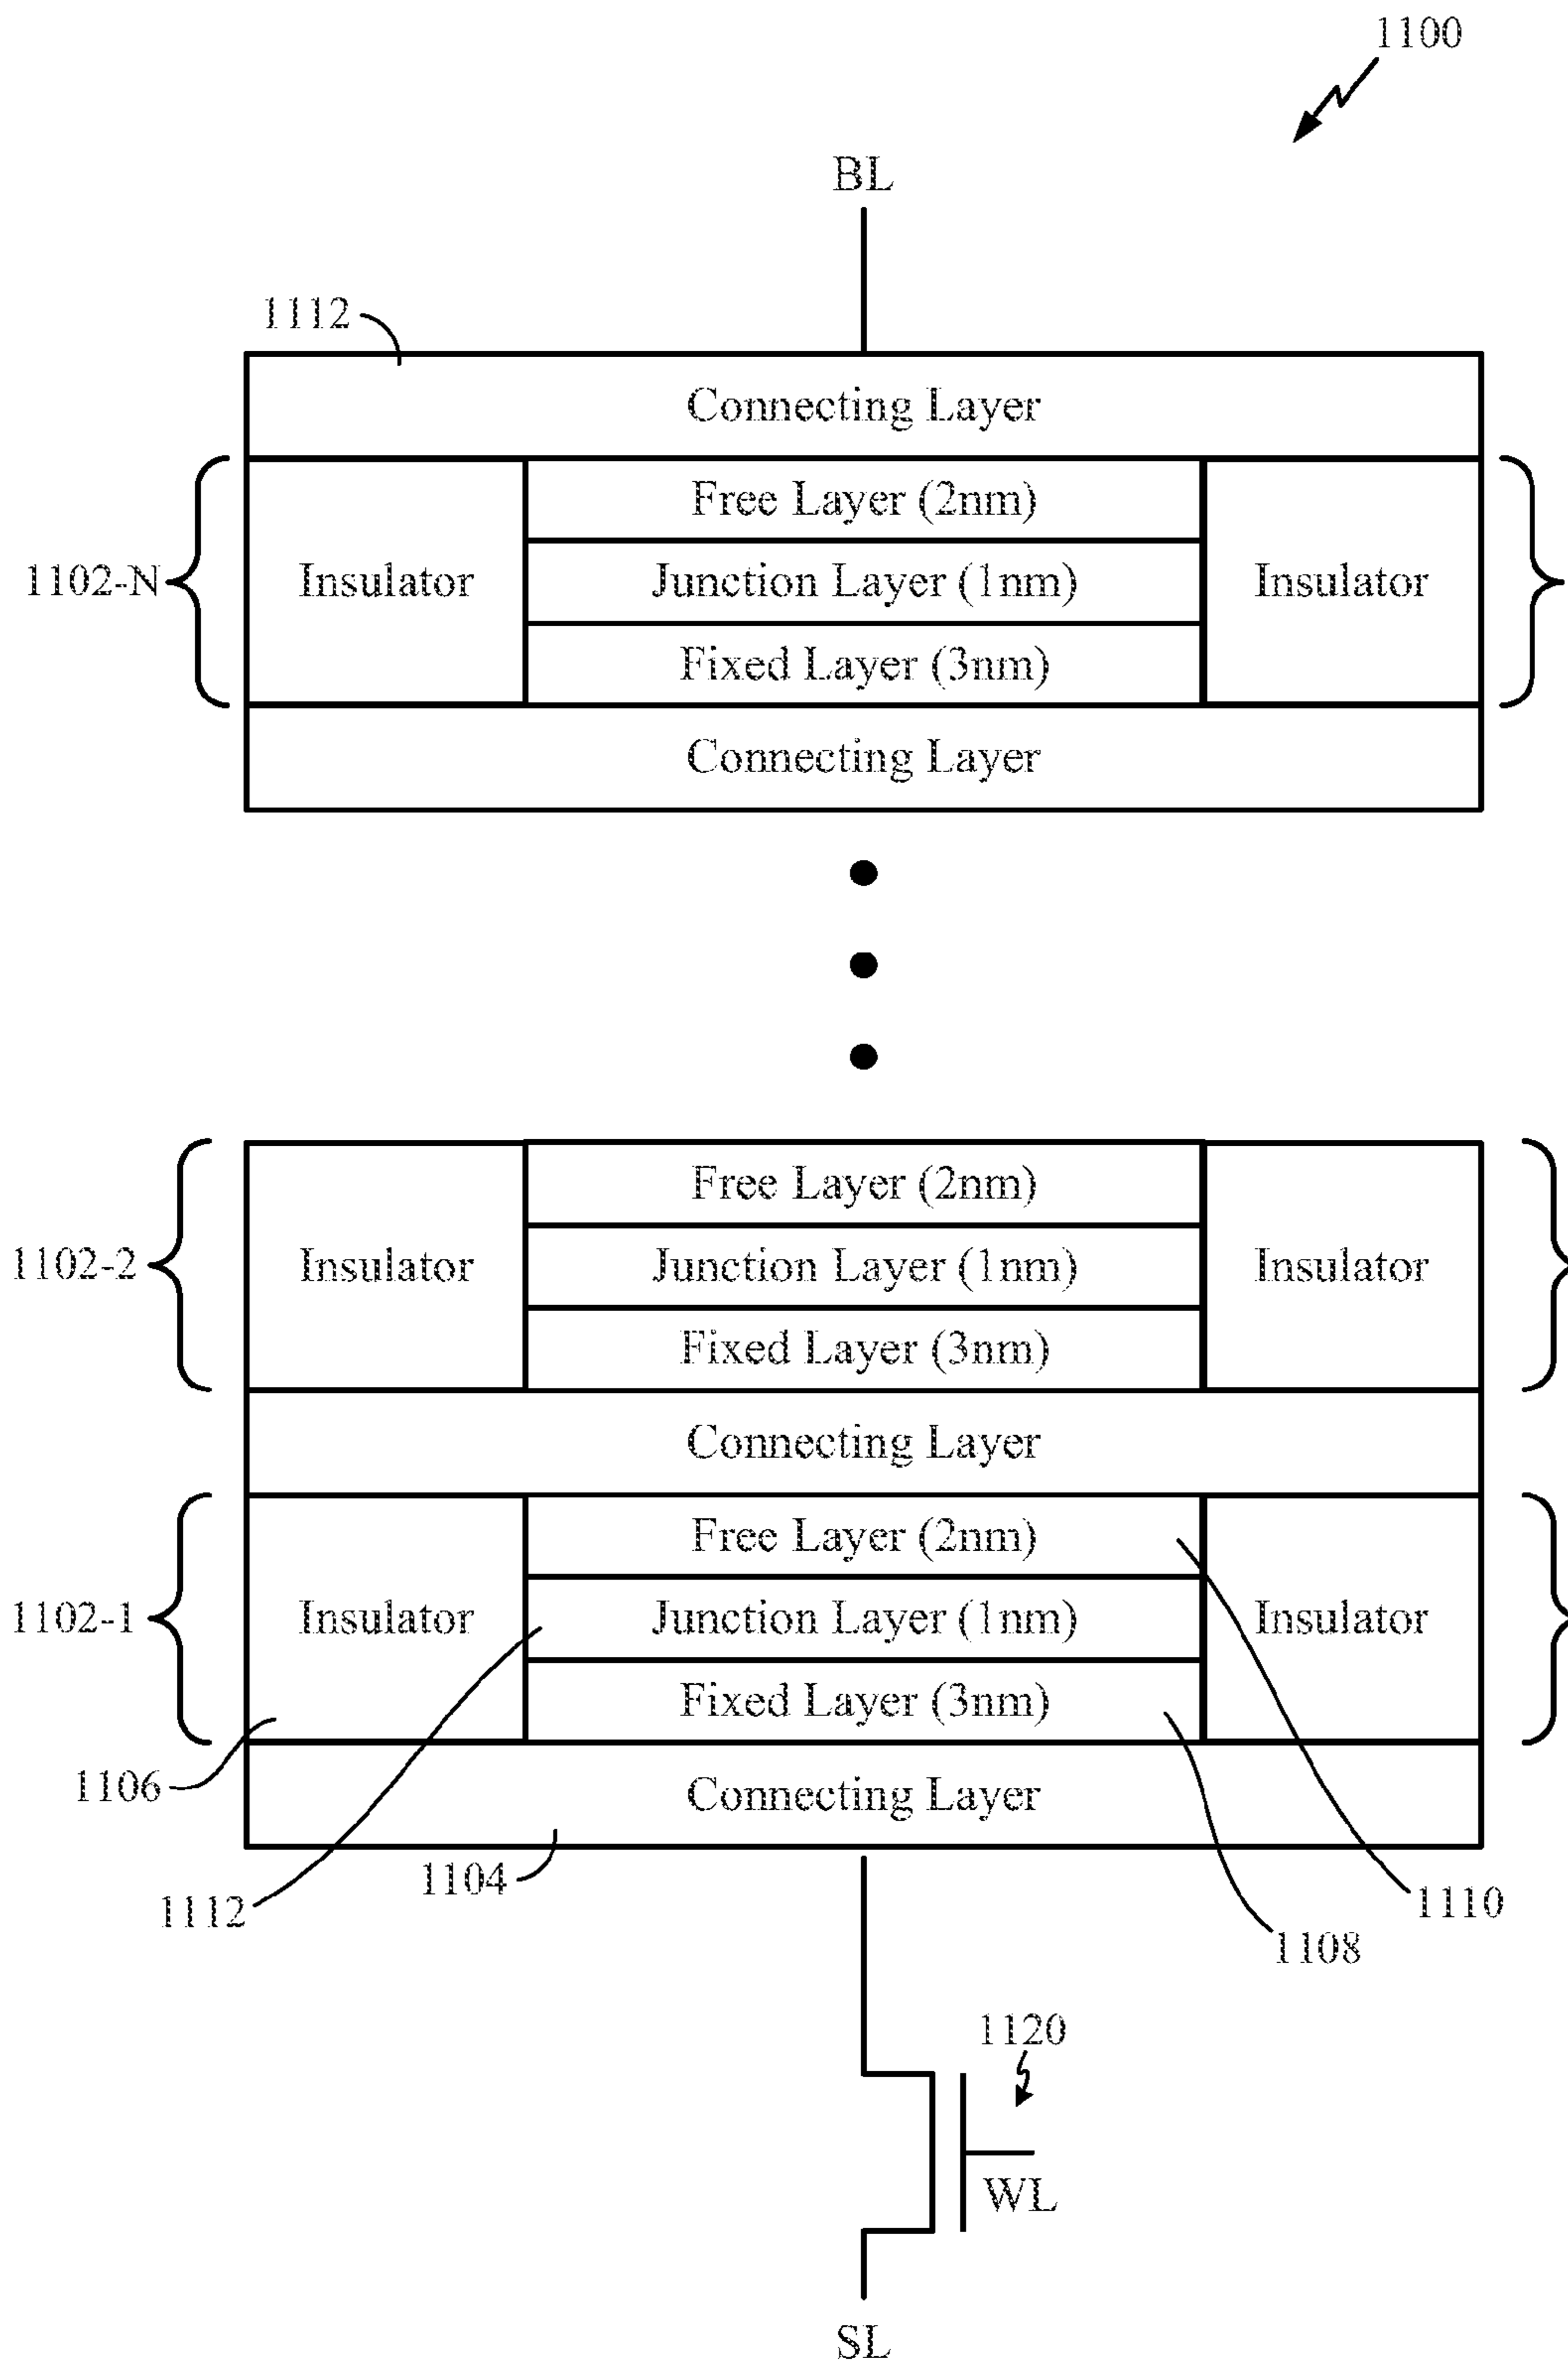 1100
BL
1112
Connecting Layer
Free Layer (2nm)
1102-N
Insulator
Junction Layer (1nm)
Insulator
Fixed Layer (3nm)
Connecting Layer
Free Layer (2nm)
1102-2
Insulator
Junction Layer (1nm)
Insulator
Fixed Layer (3nm)
Connecting Layer
Free Layer (2nm)
1102-1
Insulator
Junction Layer (1nm)
Insulator
Fixed Layer (3nm)
1106
Connecting Layer
1104
1112
1110
1108
1120
WL
SL